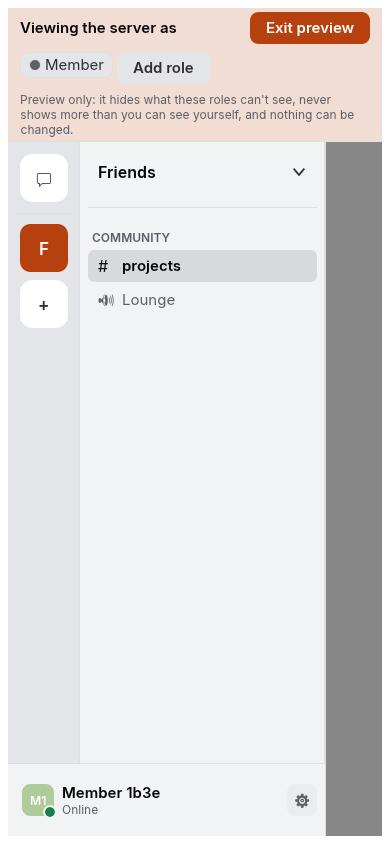 Viewing the server as
Exit preview
Member
Add role
Preview only: it hides what these roles can't see, never
shows more than you can see yourself, and nothing can be
changed.
Friends
F
+
COMMUNITY
# projects
Lounge
M1
Member 1b3e
Online